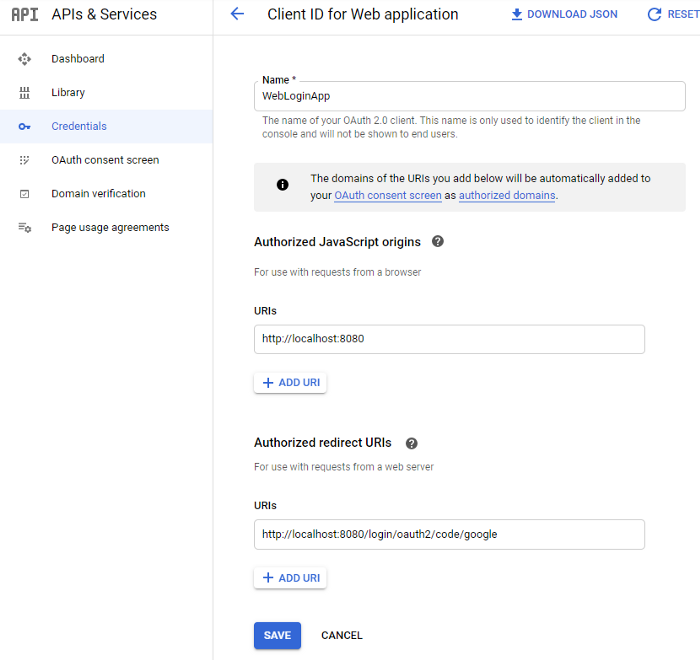 API APIs & Services
Dashboard
Library
Credentials
OAuth consent screen
Domain verification
Page usage agreements
Client ID for Web application
DOWNLOAD JSON
RESET
Name *
WebLoginApp
The name of your OAuth 2.0 client. This name is only used to identify the client in the
console and will not be shown to end users.
The domains of the URIs you add below will be automatically added to
your OAuth consent screen as authorized domains.
Authorized JavaScript origins
For use with requests from a browser
URIs
http://localhost:8080
+ ADD URI
Authorized redirect URIs
For use with requests from a web server
URIs
http://localhost:8080/login/oauth2/code/google
+ ADD URI
SAVE CANCEL